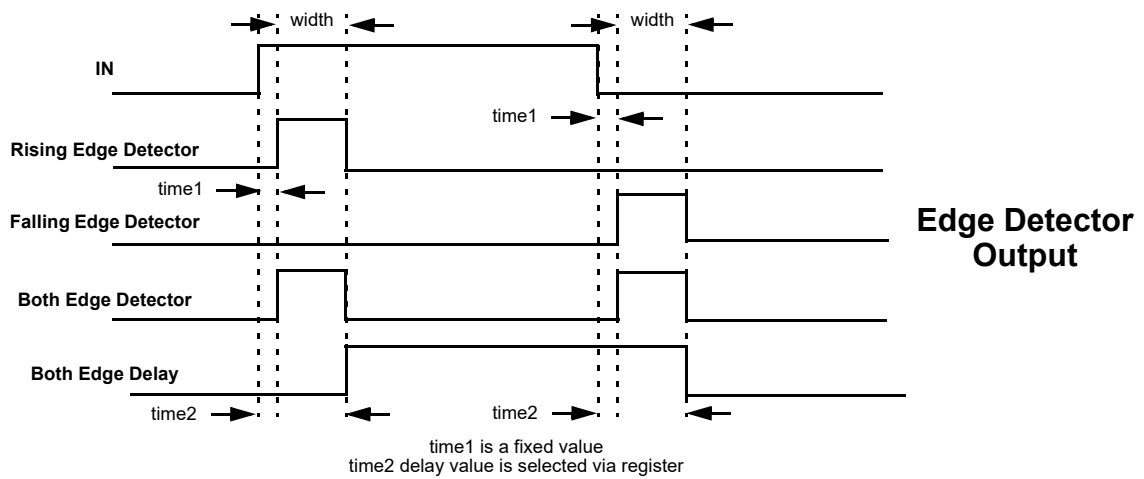 width
width
IN
time1
Rising Edge Detector
time1
Falling Edge Detector
Edge Detector
Output
Both Edge Detector
Both Edge Delay
time2
time2
time1 is a fixed value
time2 delay value is selected via register